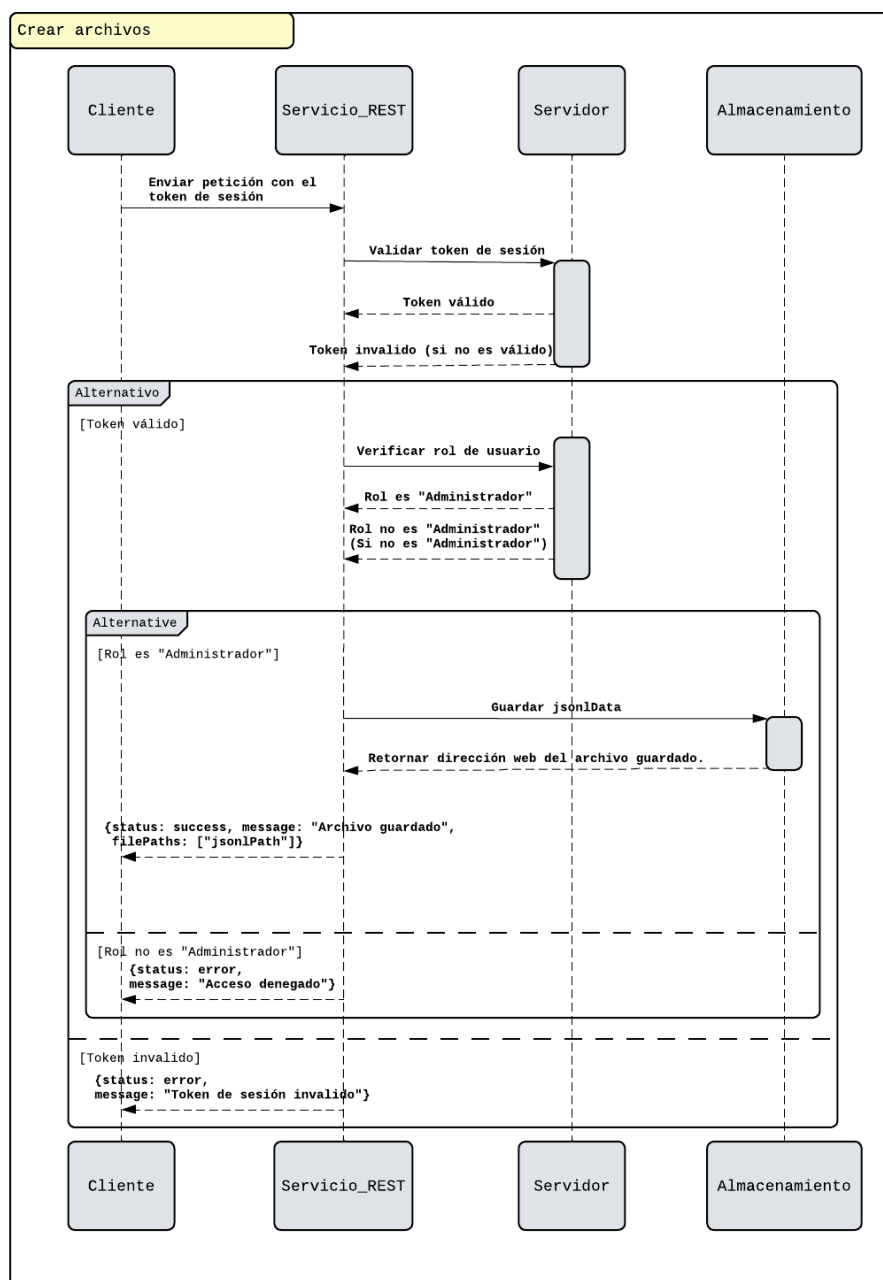 Crear archivos
Cliente
Servicio_REST
Servidor
Almacenamiento
Enviar petición con el
token de sesión
Validar token de sesión
Token válido
Token invalido (si no es válido)
Alternativo
[Token válido]
Verificar rol de usuario
Rol es "Administrador"
Rol no es "Administrador"
(Si no es "Administrador")
Alternative
[Rol es "Administrador"]
Guardar jsonlData
Retornar dirección web del archivo guardado.
{status: success, message: "Archivo guardado",
filePaths: ["jsonlPath"]}
[Rol no es "Administrador"]
{status: error,
message: "Acceso denegado"}
[Token invalido]
{status: error,
message: "Token de sesión invalido"}
Cliente
Servicio_REST
Servidor
Almacenamiento